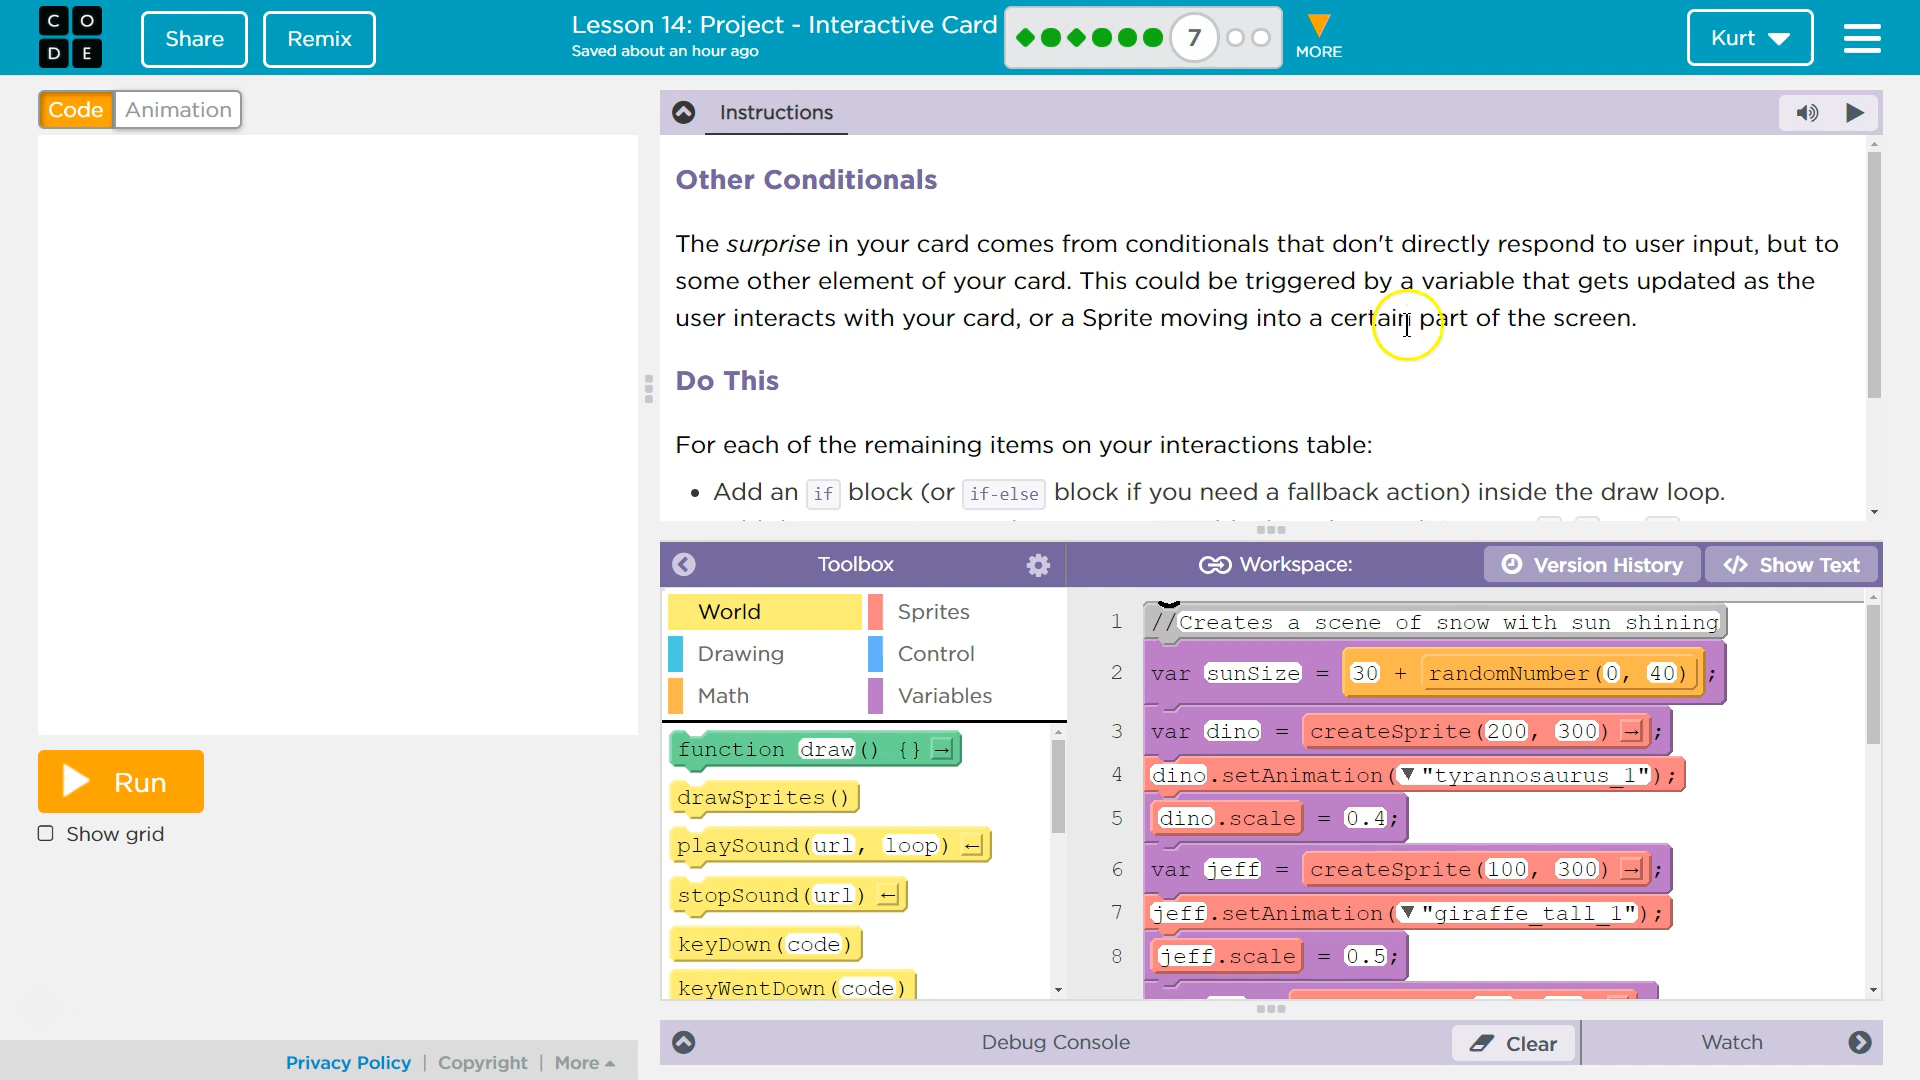 C O
D E
Share
Remix
Lesson 14: Project - Interactive Card
Saved about an hour ago
7
MORE
Kurt
Code
Animation
Instructions
Other Conditionals
The surprise in your card comes from conditionals that don't directly respond to user input, but to
some other element of your card. This could be triggered by a variable that gets updated as the
user interacts with your card, or a Sprite moving into a certain part of the screen.
Do This
For each of the remaining items on your interactions table:
• Add an if block (or if-else block if you need a fallback action) inside the draw loop.
Toolbox
Workspace:
Version History
</> Show Text
World
Sprites
Drawing
Control
Math
Variables
function draw() {} →
drawSprites()
playSound(url, loop) ←
stopSound(url) ←
keyDown(code)
keyWentDown(code)
1 //Creates a scene of snow with sun shining
2 var sunSize = 30 + randomNumber(0, 40);
3 var dino = createSprite(200, 300) →;
4 dino.setAnimation(▼"tyrannosaurus_1");
5 dino.scale = 0.4;
6 var jeff = createSprite(100, 300) →;
7 jeff.setAnimation(▼"giraffe_tall_1");
8 jeff.scale = 0.5;
Run
Show grid
Debug Console
Clear
Watch
Privacy Policy | Copyright | More